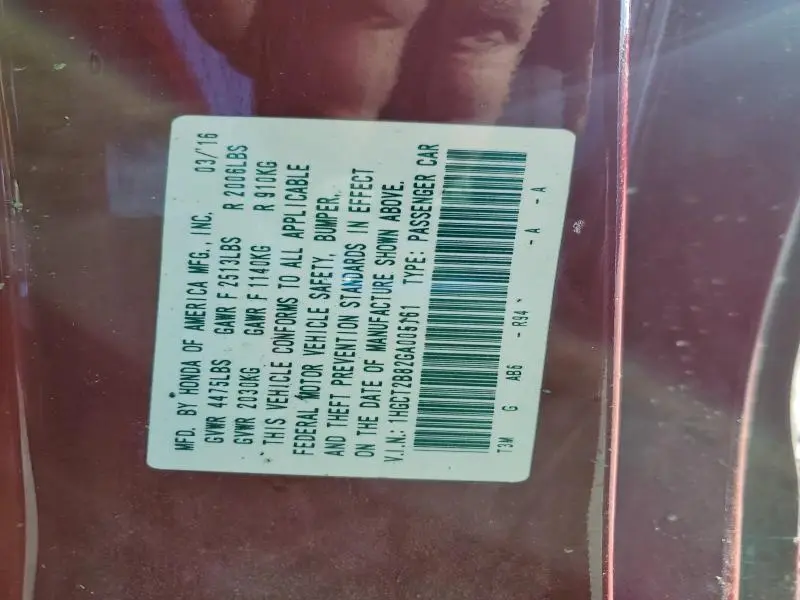 MFD. BY HONDA OF AMERICA MFG., INC. 03/'16
GVWR 4475LBS GAWR F 2513LBS R 2006LBS
GVWR 2030KG GAWR F 1140KG R 910KG
THIS VEHICLE CONFORMS TO ALL APPLICABLE
FEDERAL MOTOR VEHICLE SAFETY, BUMPER,
AND THEFT PREVENTION STANDARDS IN EFFECT
ON THE DATE OF MANUFACTURE SHOWN ABOVE.
V.I.N.: 1HGCT2B82GA005161 TYPE: PASSENGER CAR
T3M G AB6 - R94 - A - A